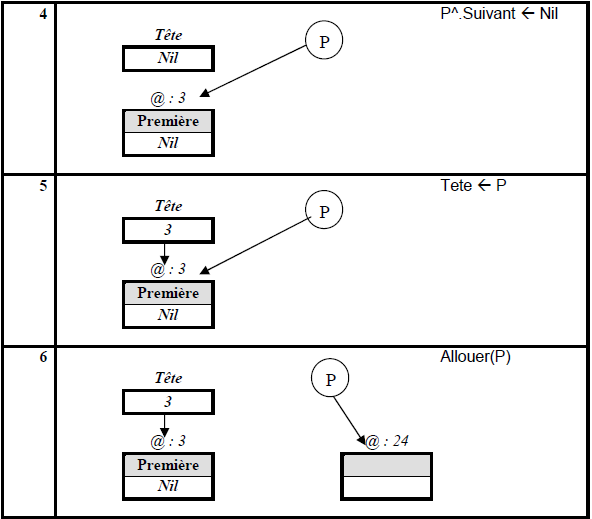 4 P^.Suivant ← Nil
Tête
P
Nil
@ : 3
Première
Nil
5 Tete ← P
Tête
P
3
@ : 3
Première
Nil
6 Allouer(P)
Tête
P
3
@ : 3 @ : 24
Première
Nil